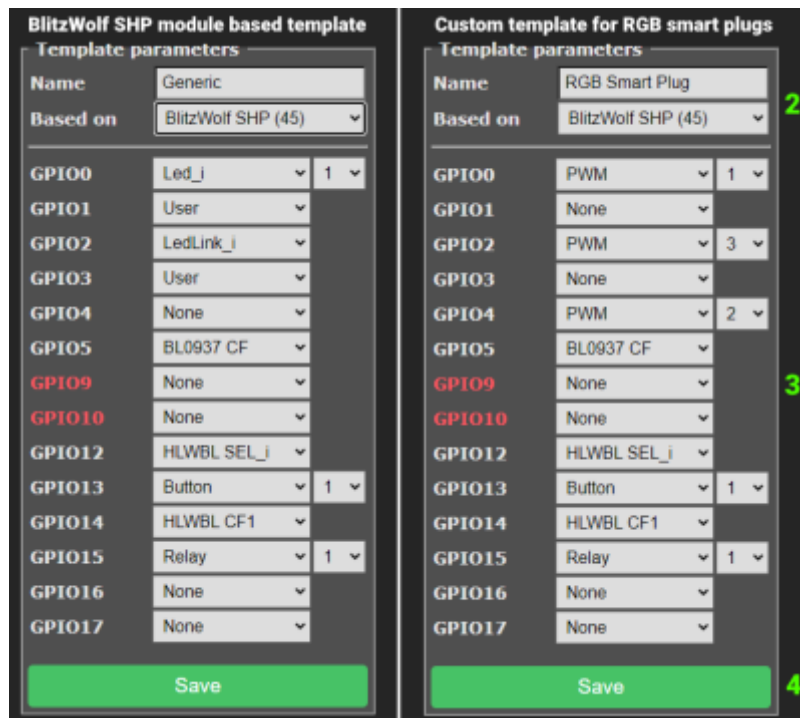 BlitzWolf SHP module based template
Template parameters
Name Generic
Based on BlitzWolf SHP (45)
GPIO0 Led_i 1
GPIO1 User
GPIO2 LedLink_i
GPIO3 User
GPIO4 None
GPIO5 BL0937 CF
GPIO9 None
GPIO10 None
GPIO12 HLWBL SEL_i
GPIO13 Button 1
GPIO14 HLWBL CF1
GPIO15 Relay 1
GPIO16 None
GPIO17 None
Save
Custom template for RGB smart plugs
Template parameters
Name RGB Smart Plug
Based on BlitzWolf SHP (45)
2
GPIO0 PWM 1
GPIO1 None
GPIO2 PWM 3
GPIO3 None
GPIO4 PWM 2
GPIO5 BL0937 CF
GPIO9 None
3
GPIO10 None
GPIO12 HLWBL SEL_i
GPIO13 Button 1
GPIO14 HLWBL CF1
GPIO15 Relay 1
GPIO16 None
GPIO17 None
Save
4